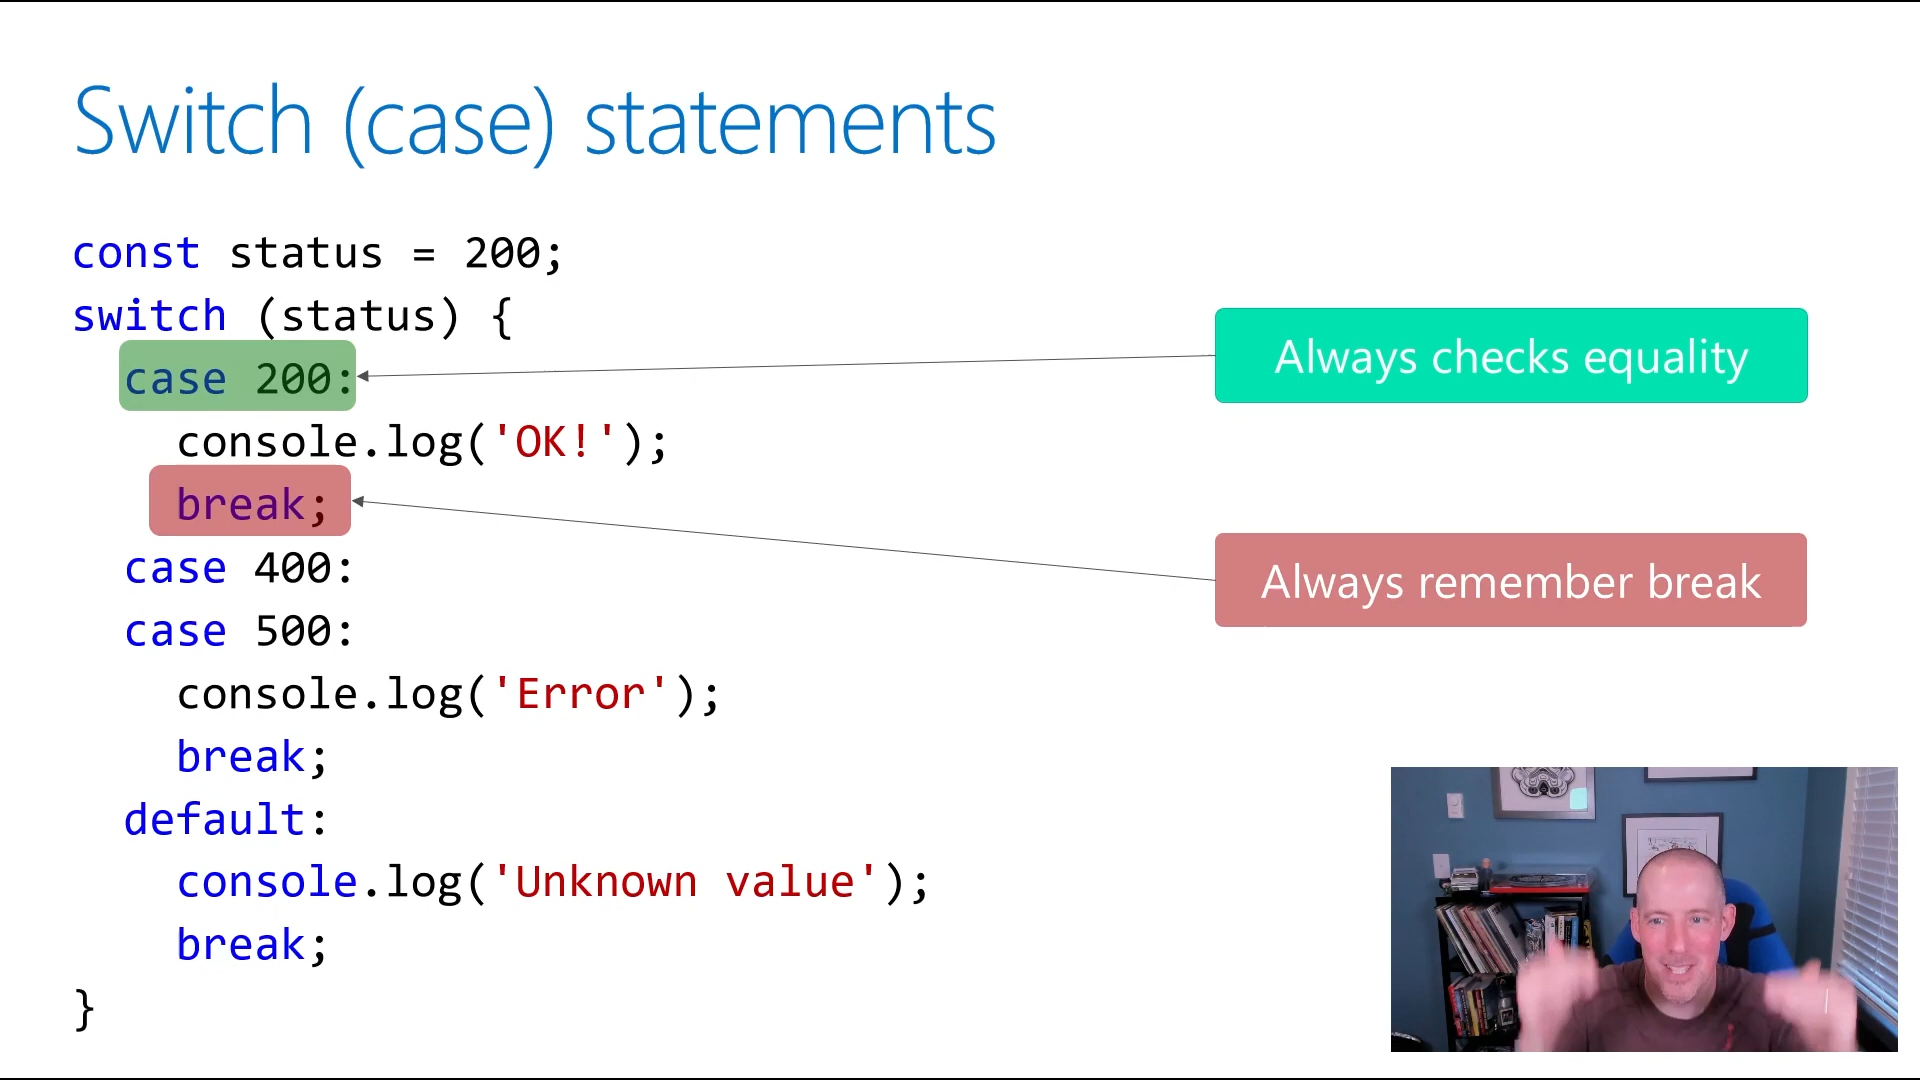 Switch (case) statements
const status = 200;
switch (status) {
case 200:
console.log('OK!');
break;
case 400:
case 500:
console.log('Error');
break;
default:
console.log('Unknown value');
break;
}
Always checks equality
Always remember break